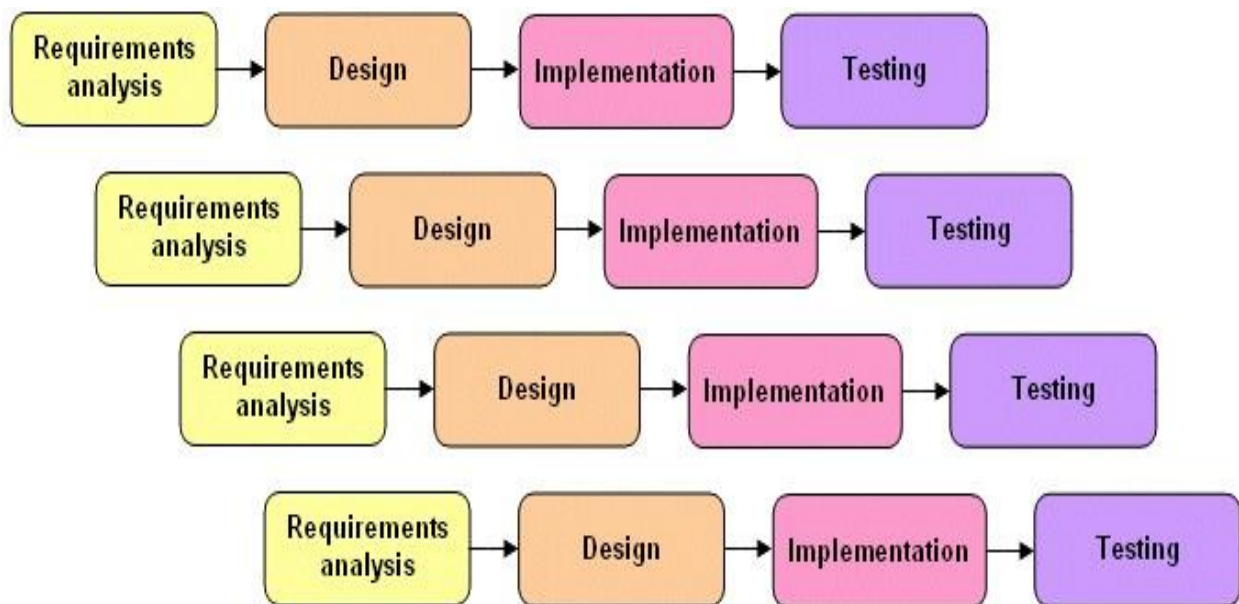 Requirements
analysis
Design
Implementation
Testing
Requirements
analysis
Design
Implementation
Testing
Requirements
analysis
Design
Implementation
Testing
Requirements
analysis
Design
Implementation
Testing